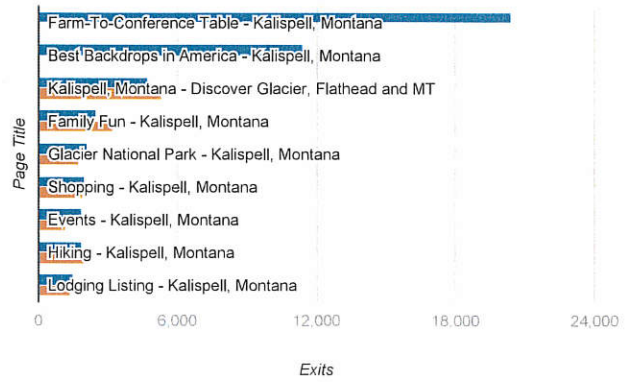 Farm-To-Conference Table - Kalispell, Montana
Best Backdrops in America - Kalispell, Montana
Kalispell, Montana - Discover Glacier, Flathead and MT
Family Fun - Kalispell, Montana
Glacier National Park - Kalispell, Montana
Shopping - Kalispell, Montana
Events - Kalispell, Montana
Hiking - Kalispell, Montana
Lodging Listing - Kalispell, Montana
Page Title
0 6,000 12,000 18,000 24,000
Exits